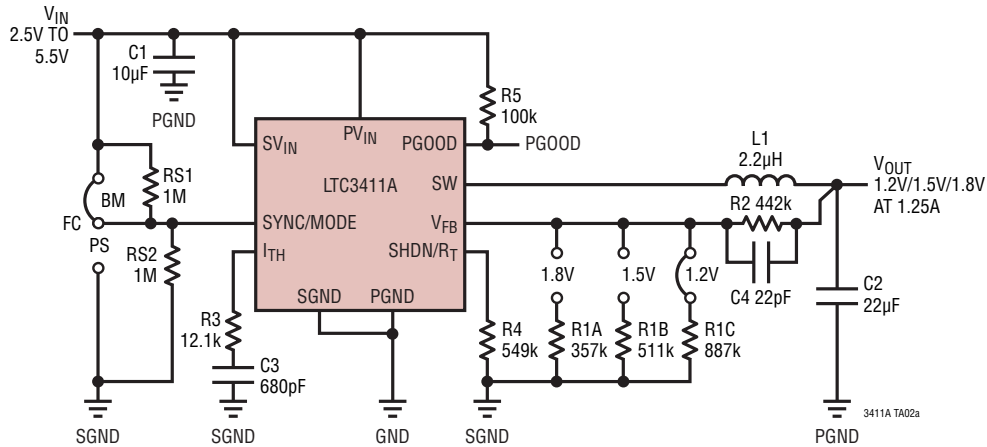 VIN
2.5V TO
5.5V
C1
10µF
PGND
R5
100k
PVIN
SVIN
PGOOD
PGOOD
LTC3411A
SW
L1
2.2µH
VOUT
1.2V/1.5V/1.8V
AT 1.25A
RS1
1M
BM
FC
PS
SYNC/MODE
VFB
R2 442k
C4 22pF
RS2
1M
ITH
SHDN/RT
SGND
PGND
1.8V
1.5V
1.2V
C2
22µF
R3
12.1k
C3
680pF
R4
549k
R1A
357k
R1B
511k
R1C
887k
SGND
SGND
GND
SGND
PGND
3411A TA02a